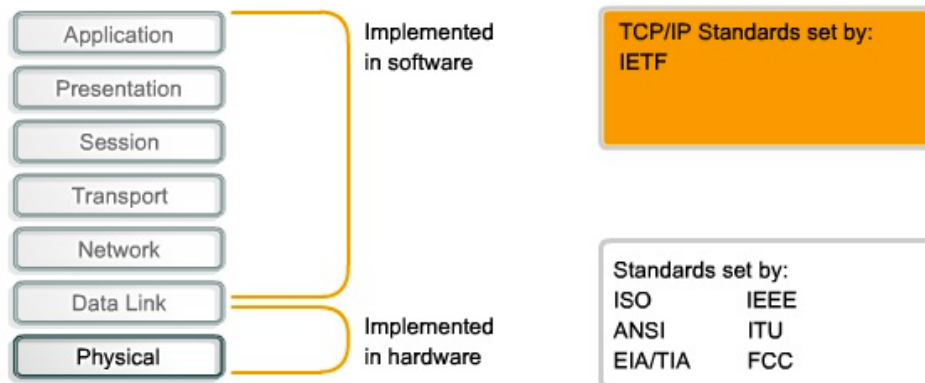 Application
Presentation
Session
Transport
Network
Data Link
Physical
Implemented
in software
Implemented
in hardware
TCP/IP Standards set by:
IETF
Standards set by:
ISO IEEE
ANSI ITU
EIA/TIA FCC